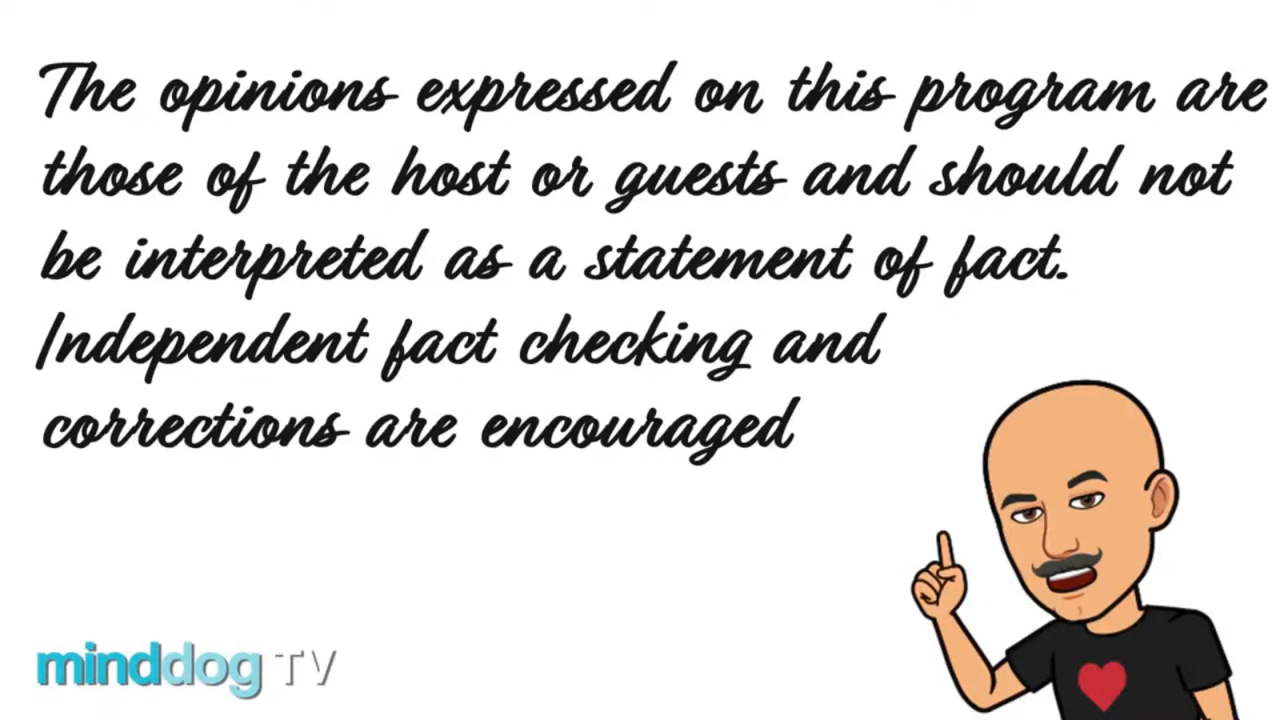 The opinions expressed on this program are
those of the host or guests and should not
be interpreted as a statement of fact.
Independent fact checking and
corrections are encouraged
minddog TV